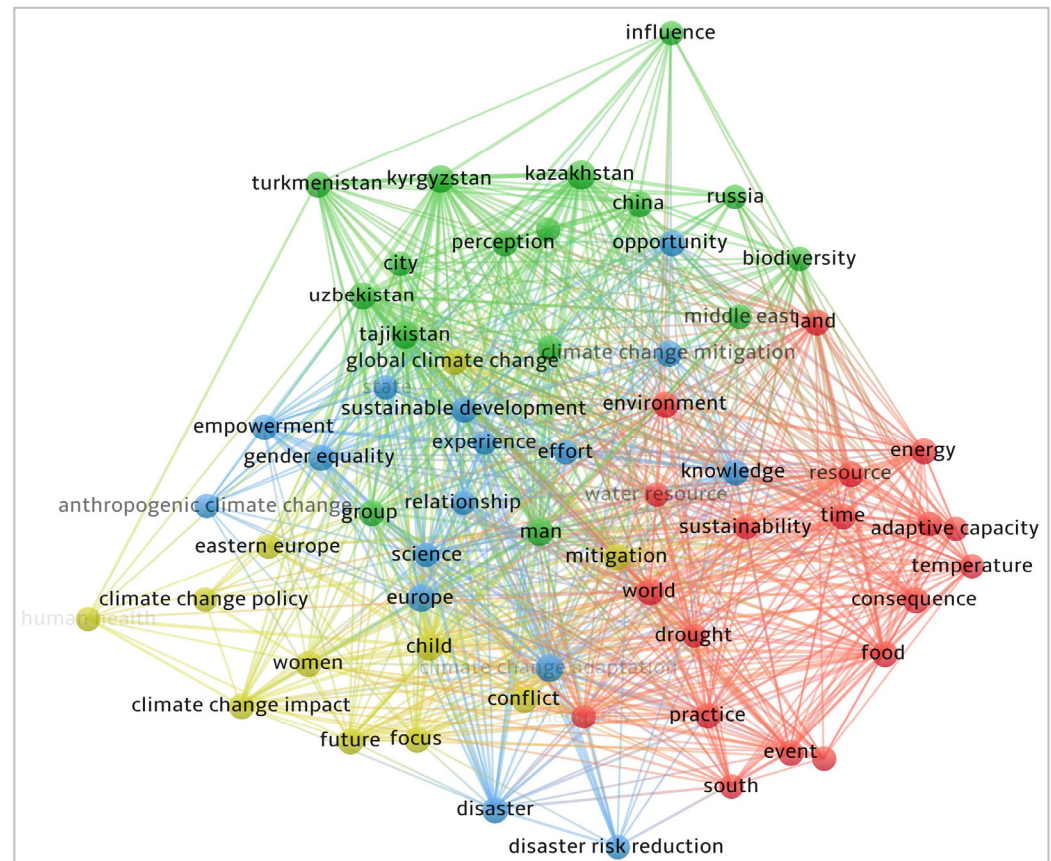 influence
turkmenistan
kyrgyzstan
kazakhstan
china
russia
perception
opportunity
city
biodiversity
uzbekistan
middle east
land
tajikistan
global climate change
climate change mitigation
state
sustainable development
environment
empowerment
experience
effort
energy
gender equality
knowledge
resource
water resource
anthropogenic climate change
group
relationship
sustainability
time
adaptive capacity
man
eastern europe
science
mitigation
temperature
climate change policy
europe
world
consequence
human health
drought
child
food
women
climate change adaptation
climate change impact
conflict
practice
future
focus
event
south
disaster
disaster risk reduction